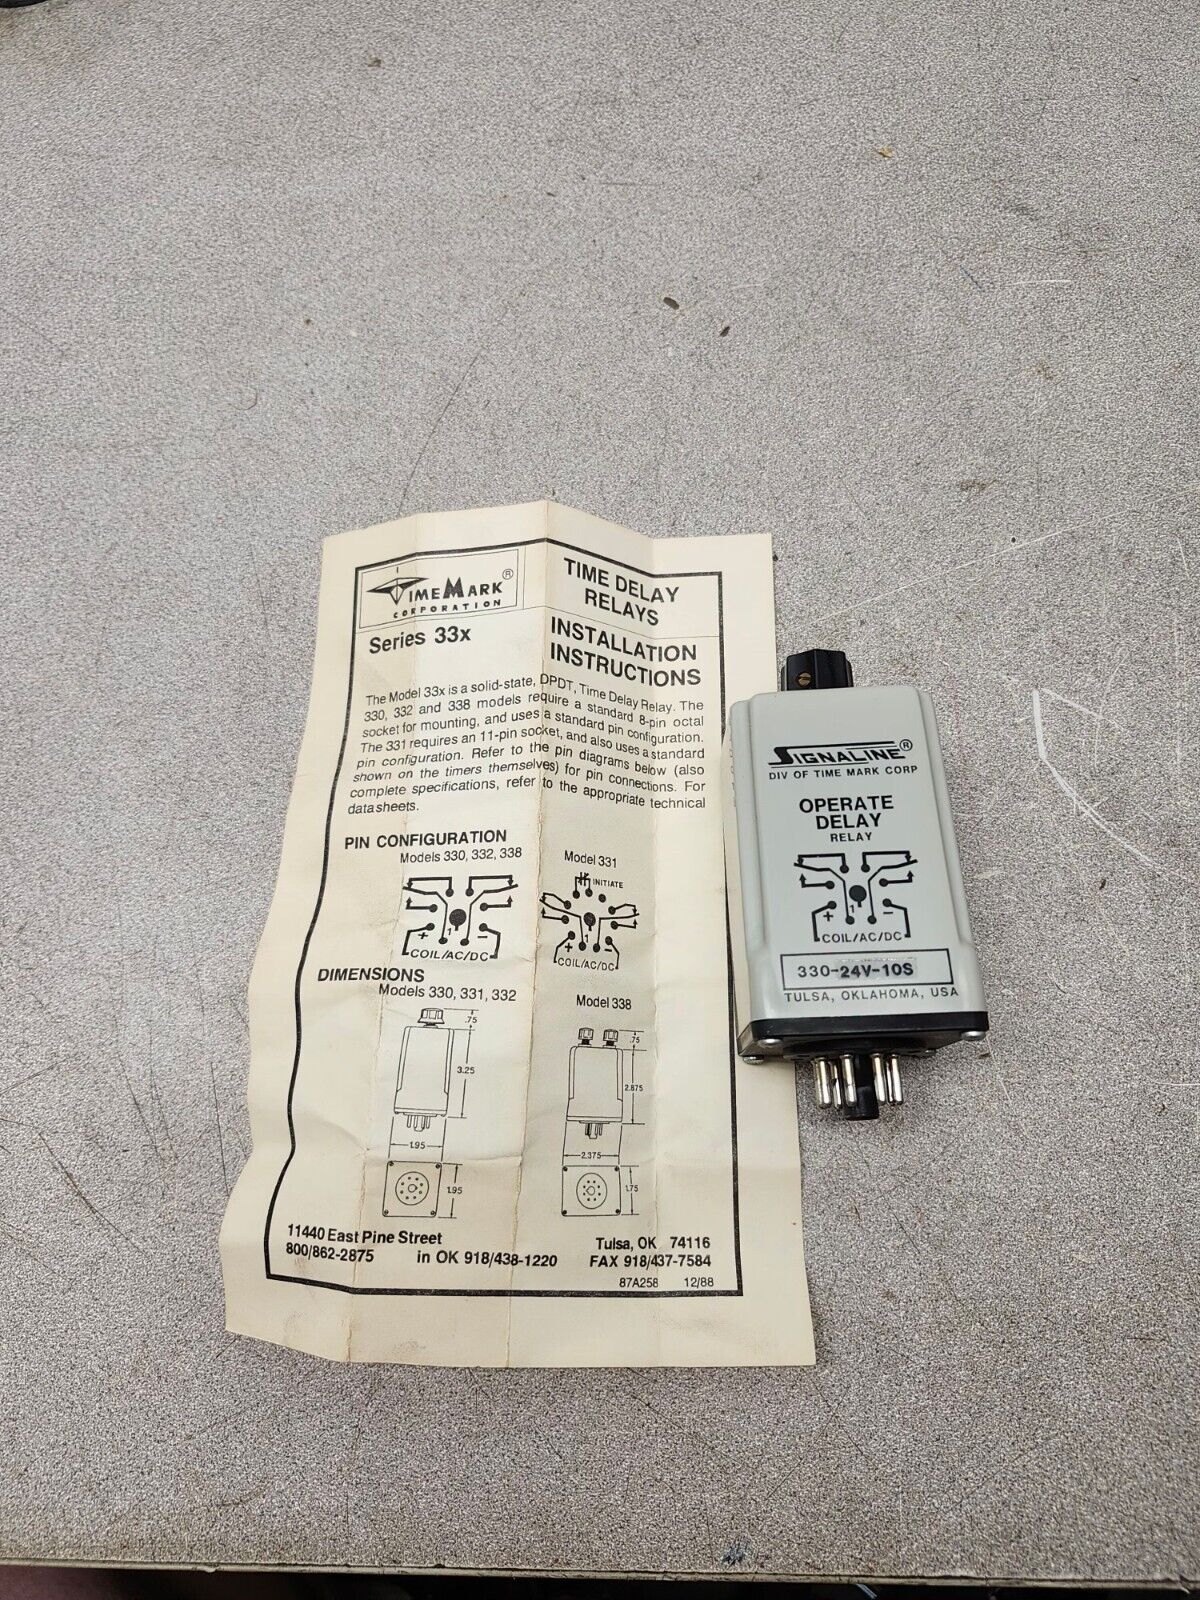 TIMEMARK®
CORPORATION
Series 33x
TIME DELAY
RELAYS
INSTALLATION
INSTRUCTIONS
The Model 33x is a solid-state, DPDT, Time Delay Relay. The
330, 332 and 338 models require a standard 8-pin octal
socket for mounting, and uses a standard pin configuration.
The 331 requires an 11-pin socket, and also uses a standard
pin configuration. Refer to the pin diagrams below (also
shown on the timers themselves) for pin connections. For
complete specifications, refer to the appropriate technical
datasheets.
PIN CONFIGURATION
Models 330, 332, 338
Model 331
INITIATE
+ 1 -
COIL/AC/DC
+ 1 -
COIL/AC/DC
DIMENSIONS
Models 330, 331, 332
Model 338
.75
3.25
1.95
1.95
.75
2.875
2.375
1.75
11440 East Pine Street
Tulsa, OK 74116
800/862-2875 in OK 918/438-1220 FAX 918/437-7584
87A258 12/88
SIGNALINE®
DIV OF TIME MARK CORP
OPERATE
DELAY
RELAY
+ 1 -
COIL/AC/DC
330-24V-10S
TULSA, OKLAHOMA, USA